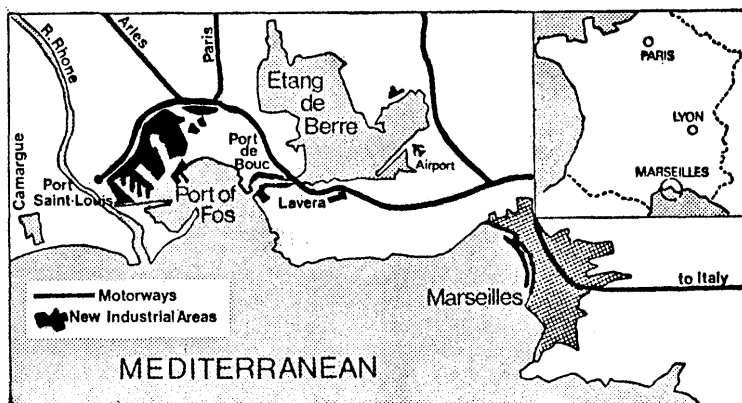 R. Rhone
Arles
Paris
Etang
de
Berre
Airport
Camargue
Port
Saint-Louis
Port of
Fos
Port
de
Bouc
Lavera
Marseilles
to Italy
Motorways
New Industrial Areas
MEDITERRANEAN
PARIS
LYON
MARSEILLES